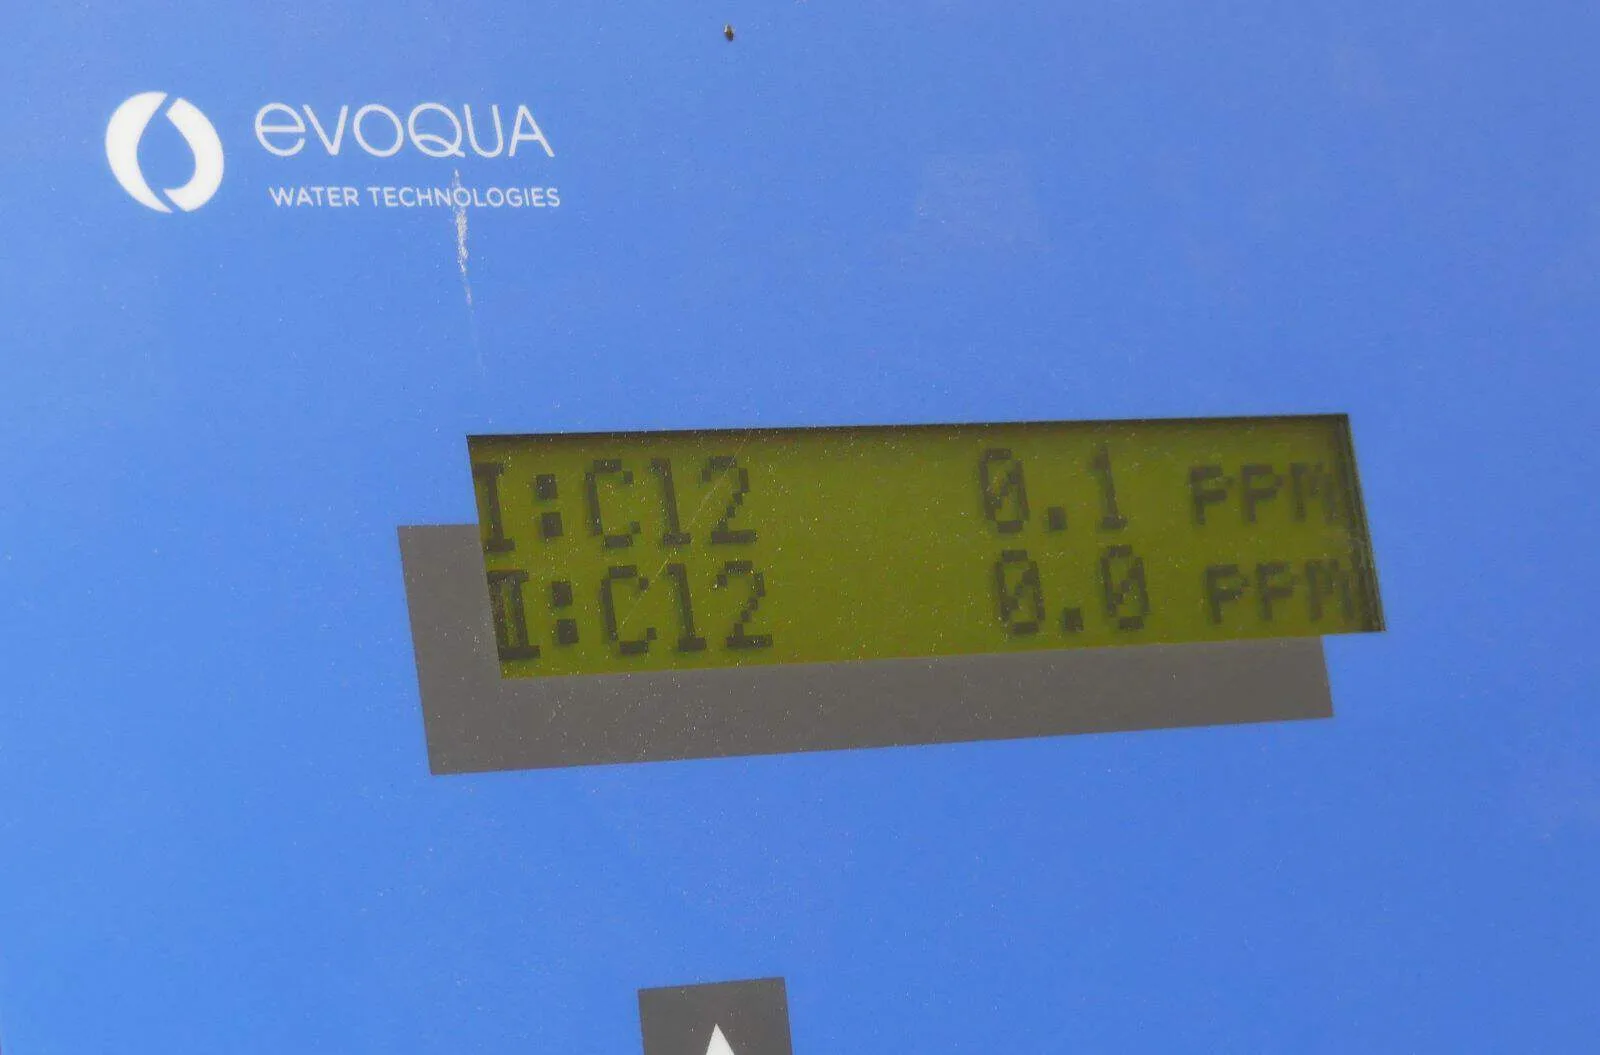 evoQUA
WATER TECHNOLOGIES
I:Cl2 0.1 PPM
II:Cl2 0.0 PPM